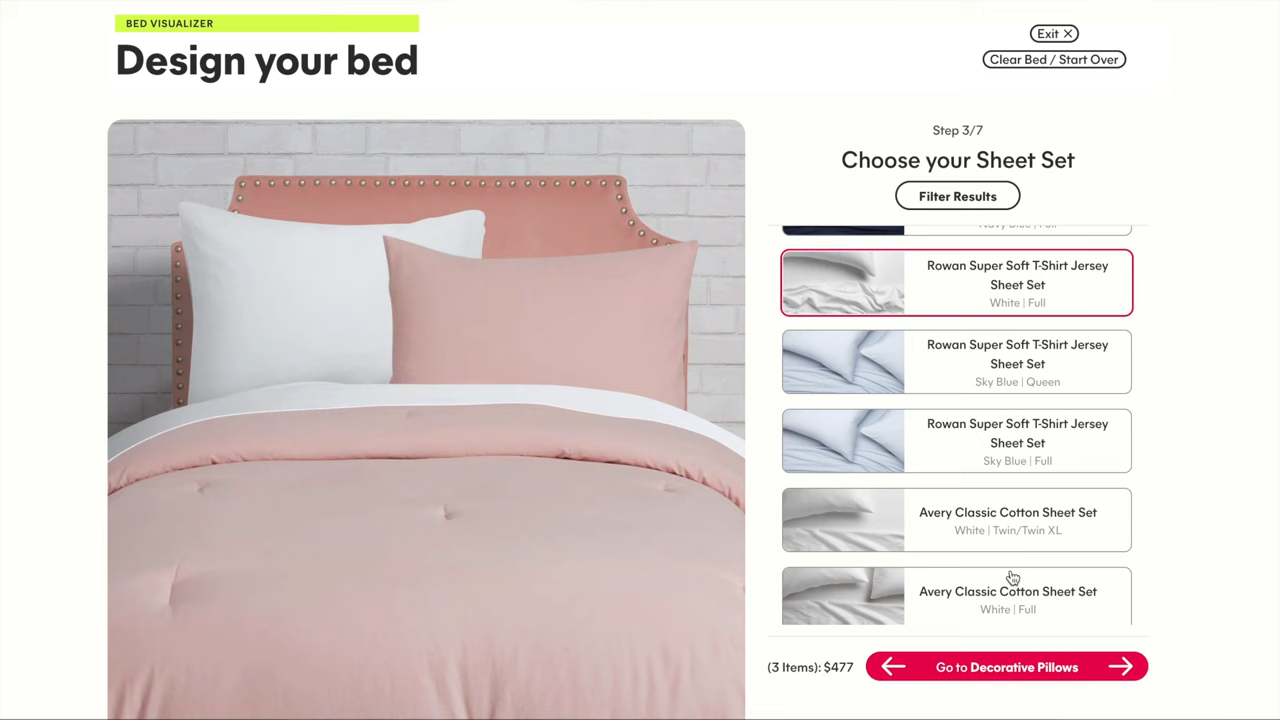 BED VISUALIZER
Design your bed
Exit ×
Clear Bed / Start Over
Step 3/7
Choose your Sheet Set
Filter Results
Navy Blue | Full
Rowan Super Soft T-Shirt Jersey
Sheet Set
White | Full
Rowan Super Soft T-Shirt Jersey
Sheet Set
Sky Blue | Queen
Rowan Super Soft T-Shirt Jersey
Sheet Set
Sky Blue | Full
Avery Classic Cotton Sheet Set
White | Twin/Twin XL
Avery Classic Cotton Sheet Set
White | Full
(3 Items): $477
Go to Decorative Pillows